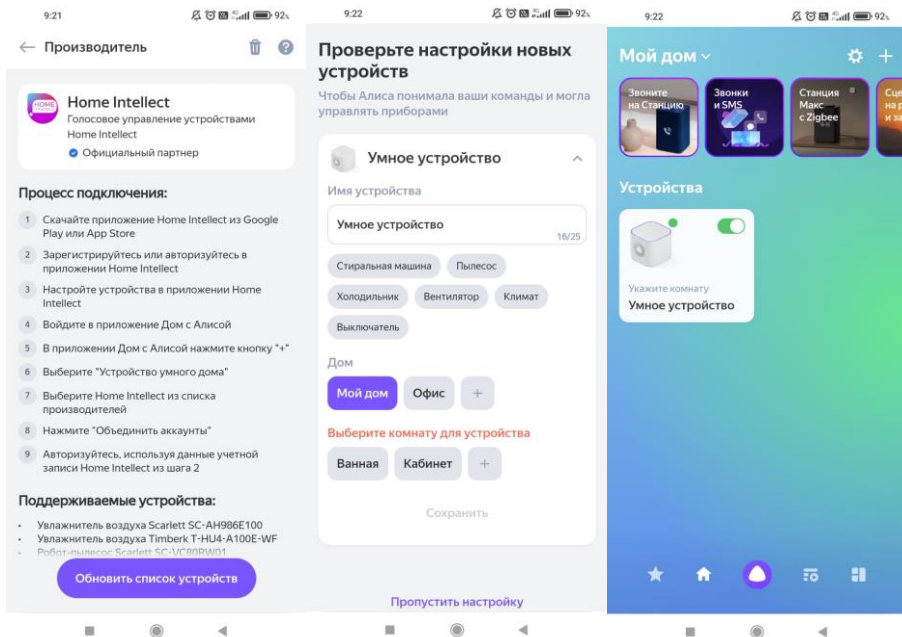 9:21
92%
Производитель
HOME
Home Intellect
Голосовое управление устройствами
Home Intellect
Официальный партнер
Процесс подключения:
1 Скачайте приложение Home Intellect из Google
Play или App Store
2 Зарегистрируйтесь или авторизуйтесь в
приложении Home Intellect
3 Настройте устройства в приложении Home
Intellect
4 Войдите в приложение Дом с Алисой
5 В приложении Дом с Алисой нажмите кнопку "+"
6 Выберите "Устройство умного дома"
7 Выберите Home Intellect из списка
производителей
8 Нажмите "Объединить аккаунты"
9 Авторизуйтесь, используя данные учетной
записи Home Intellect из шага 2
Поддерживаемые устройства:
• Увлажнитель воздуха Scarlett SC-AH986E100
• Увлажнитель воздуха Timberk T-HU4-A100E-WF
• Робот-пылесос Scarlett SC-VC80RW01
Обновить список устройств
9:22
92%
Проверьте настройки новых
устройств
Чтобы Алиса понимала ваши команды и могла
управлять приборами
Умное устройство
Имя устройства
Умное устройство
16/25
Стиральная машина Пылесос
Холодильник Вентилятор Климат
Выключатель
Дом
Мой дом Офис +
Выберите комнату для устройства
Ванная Кабинет +
Сохранить
Пропустить настройку
9:22
92%
Мой дом
Звоните
на Станцию
Звонки
и SMS
Станция
Макс
с Zigbee
Устройства
Укажите комнату
Умное устройство